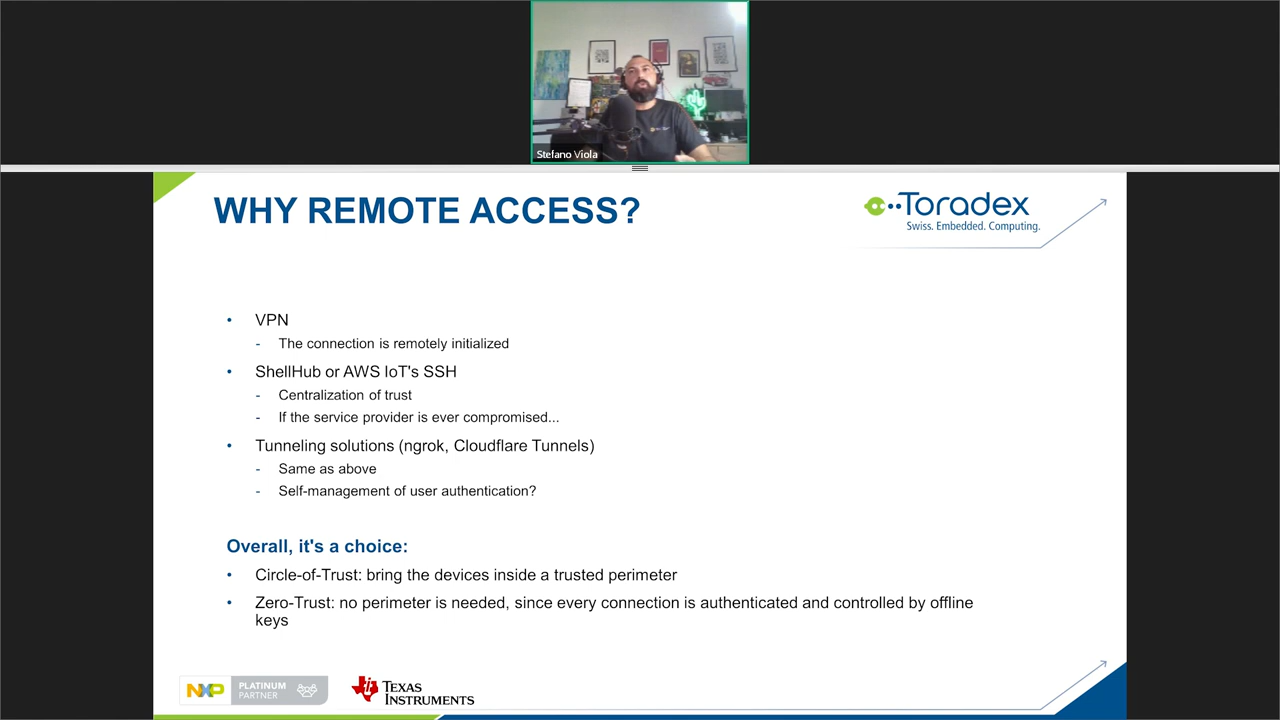 Stefano Viola
WHY REMOTE ACCESS?
Toradex
Swiss. Embedded. Computing.
• VPN
- The connection is remotely initialized
• ShellHub or AWS IoT's SSH
- Centralization of trust
- If the service provider is ever compromised...
• Tunneling solutions (ngrok, Cloudflare Tunnels)
- Same as above
- Self-management of user authentication?
Overall, it's a choice:
• Circle-of-Trust: bring the devices inside a trusted perimeter
• Zero-Trust: no perimeter is needed, since every connection is authenticated and controlled by offline
keys
NXP
PLATINUM
PARTNER
TEXAS
INSTRUMENTS